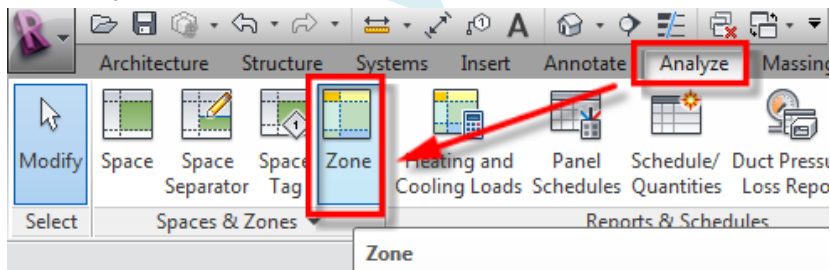 Architecture Structure Systems Insert Annotate Analyze Massing
Modify Space Space Space Zone Heating and Panel Schedule/ Duct Pressu
Separator Tag Cooling Loads Schedules Quantities Loss Repo
Select Spaces & Zones Reports & Schedules
Zone